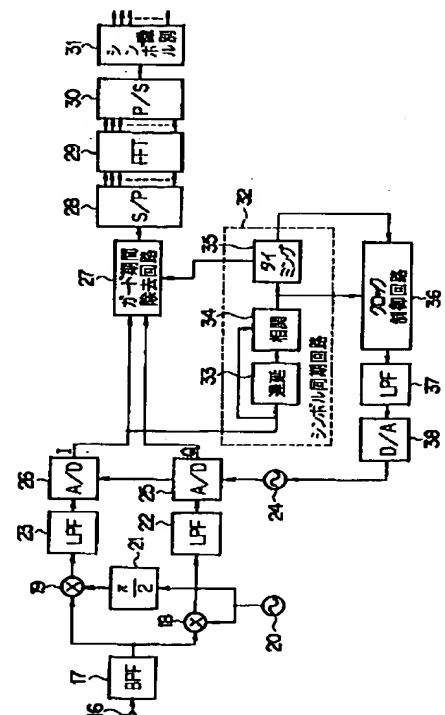 16
17
BPF
19
18
20
21
π/2
23
LPF
22
LPF
24
26
A/D
I
25
A/D
Q
27
ガード期間
除去回路
28
S/P
29
FFT
30
P/S
31
シンボル
識別
32
33
遅延
34
相関
35
タイ
ミング
シンボル同期回路
36
クロック
制御回路
37
LPF
38
D/A